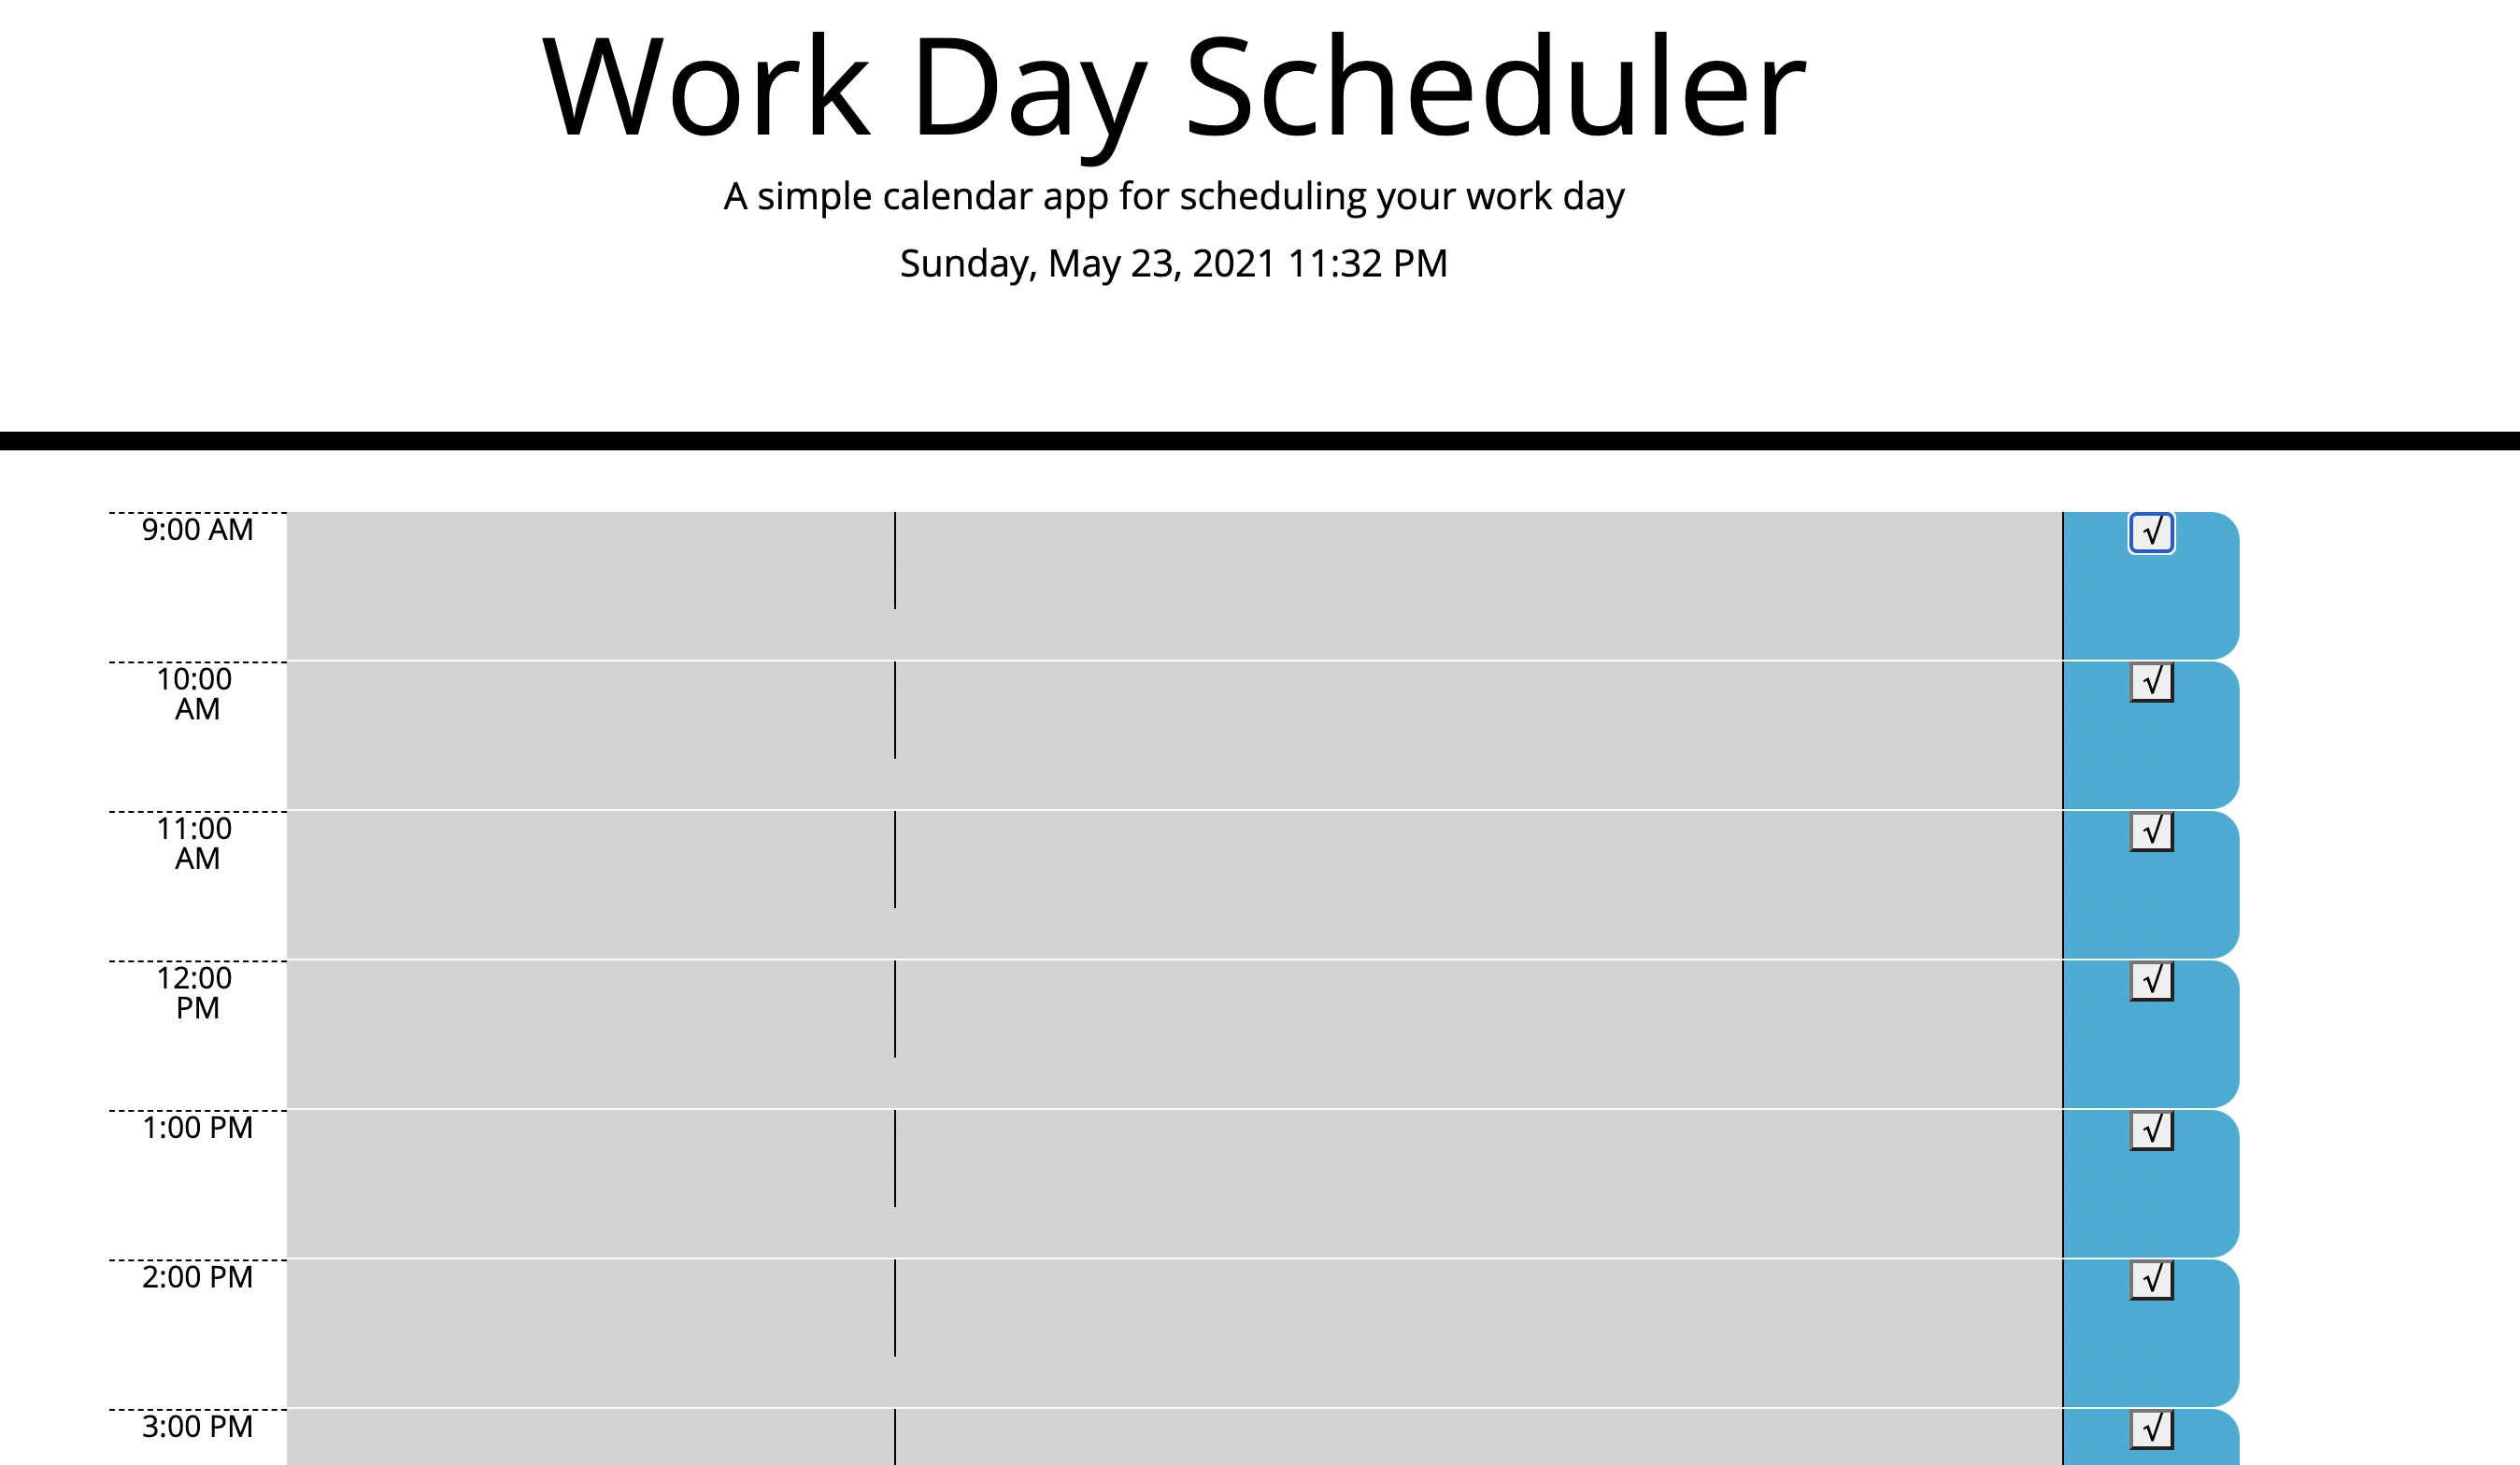 Work Day Scheduler
A simple calendar app for scheduling your work day
Sunday, May 23, 2021 11:32 PM
9:00 AM
√
10:00
AM
√
11:00
AM
√
12:00
PM
√
1:00 PM
√
2:00 PM
√
3:00 PM
√